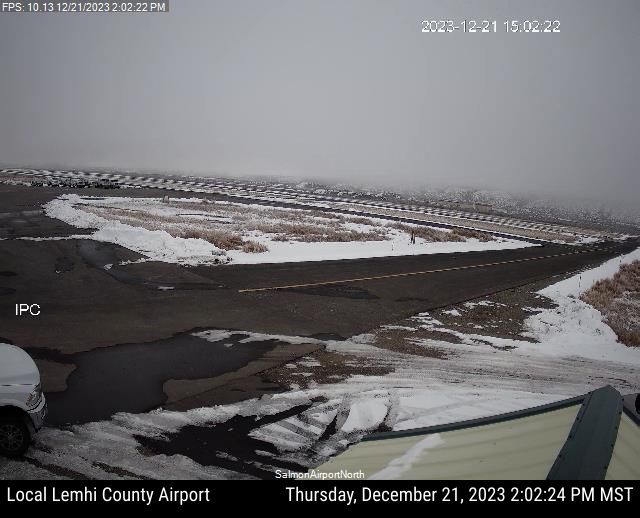 FPS: 10.13 12/21/2023 2:02:22 PM
2023-12-21 15:02:22
IPC
SalmonAirportNorth
Local Lemhi County Airport
Thursday, December 21, 2023 2:02:24 PM MST